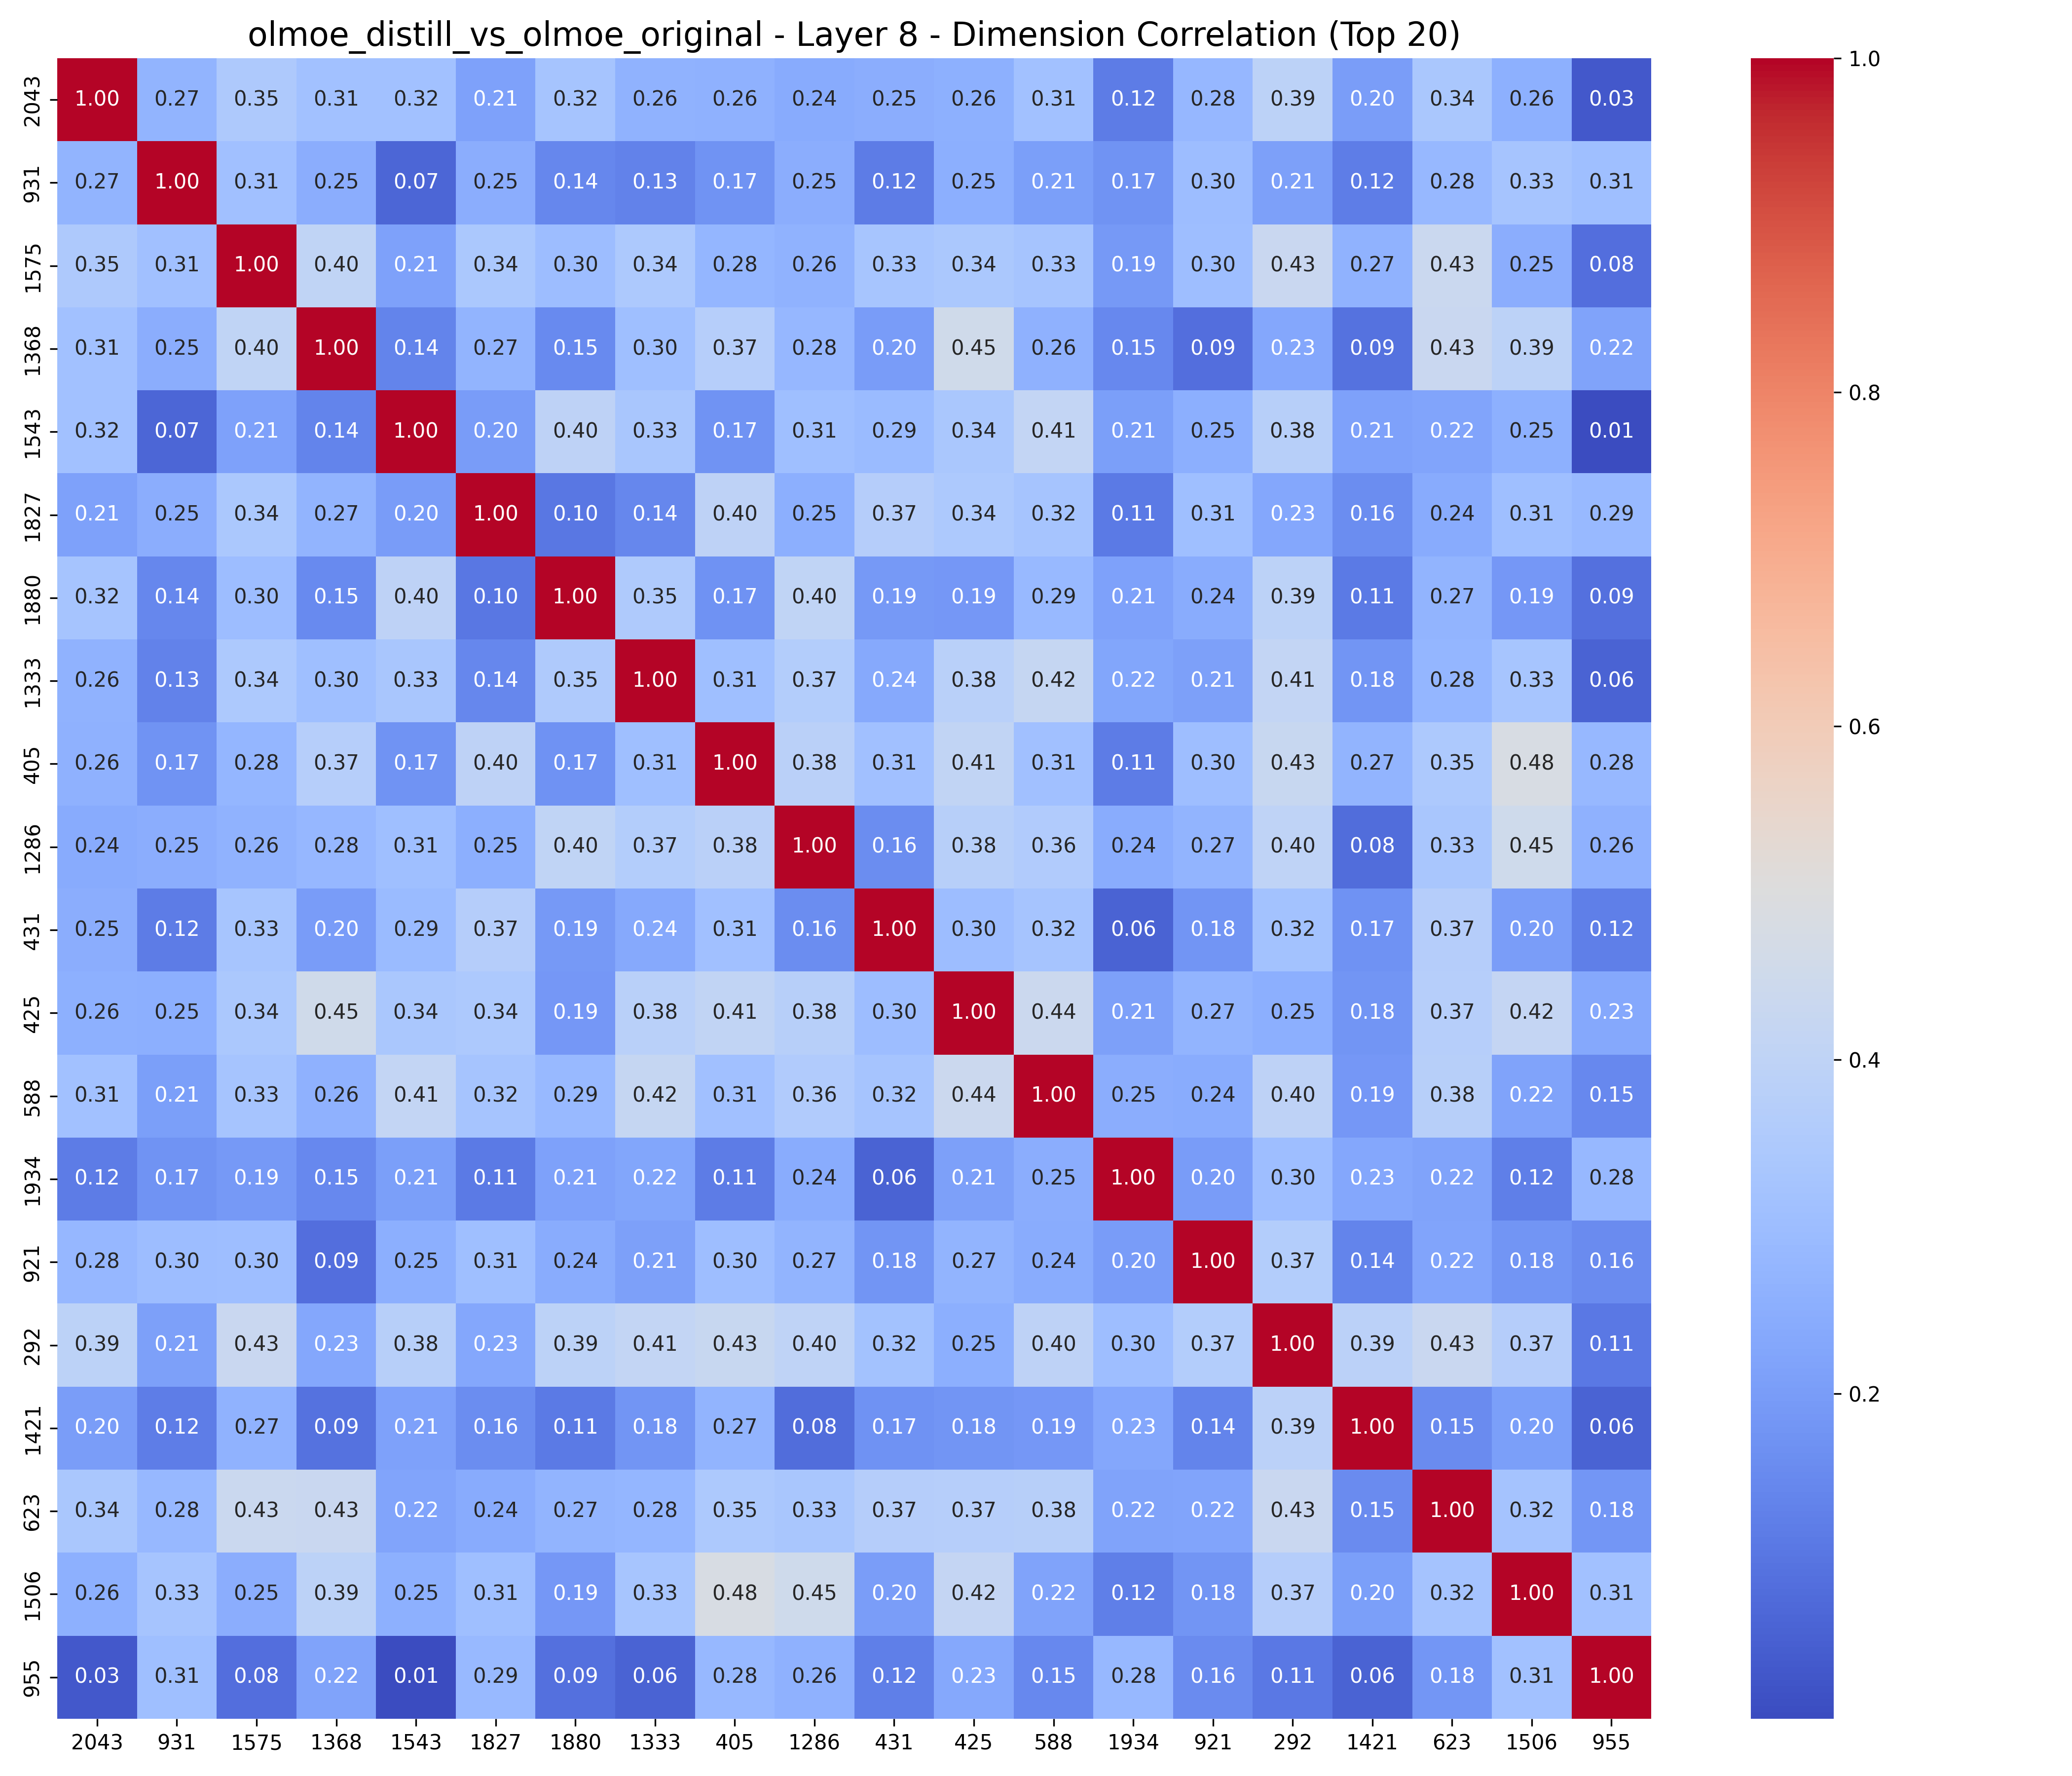 olmoe_distill_vs_olmoe_original - Layer 8 - Dimension Correlation (Top 20)
2043 1.00 0.27 0.35 0.31 0.32 0.21 0.32 0.26 0.26 0.24 0.25 0.26 0.31 0.12 0.28 0.39 0.20 0.34 0.26 0.03
931 0.27 1.00 0.31 0.25 0.07 0.25 0.14 0.13 0.17 0.25 0.12 0.25 0.21 0.17 0.30 0.21 0.12 0.28 0.33 0.31
1575 0.35 0.31 1.00 0.40 0.21 0.34 0.30 0.34 0.28 0.26 0.33 0.34 0.33 0.19 0.30 0.43 0.27 0.43 0.25 0.08
1368 0.31 0.25 0.40 1.00 0.14 0.27 0.15 0.30 0.37 0.28 0.20 0.45 0.26 0.15 0.09 0.23 0.09 0.43 0.39 0.22
1543 0.32 0.07 0.21 0.14 1.00 0.20 0.40 0.33 0.17 0.31 0.29 0.34 0.41 0.21 0.25 0.38 0.21 0.22 0.25 0.01
1827 0.21 0.25 0.34 0.27 0.20 1.00 0.10 0.14 0.40 0.25 0.37 0.34 0.32 0.11 0.31 0.23 0.16 0.24 0.31 0.29
1880 0.32 0.14 0.30 0.15 0.40 0.10 1.00 0.35 0.17 0.40 0.19 0.19 0.29 0.21 0.24 0.39 0.11 0.27 0.19 0.09
1333 0.26 0.13 0.34 0.30 0.33 0.14 0.35 1.00 0.31 0.37 0.24 0.38 0.42 0.22 0.21 0.41 0.18 0.28 0.33 0.06
405 0.26 0.17 0.28 0.37 0.17 0.40 0.17 0.31 1.00 0.38 0.31 0.41 0.31 0.11 0.30 0.43 0.27 0.35 0.48 0.28
1286 0.24 0.25 0.26 0.28 0.31 0.25 0.40 0.37 0.38 1.00 0.16 0.38 0.36 0.24 0.27 0.40 0.08 0.33 0.45 0.26
431 0.25 0.12 0.33 0.20 0.29 0.37 0.19 0.24 0.31 0.16 1.00 0.30 0.32 0.06 0.18 0.32 0.17 0.37 0.20 0.12
425 0.26 0.25 0.34 0.45 0.34 0.34 0.19 0.38 0.41 0.38 0.30 1.00 0.44 0.21 0.27 0.25 0.18 0.37 0.42 0.23
588 0.31 0.21 0.33 0.26 0.41 0.32 0.29 0.42 0.31 0.36 0.32 0.44 1.00 0.25 0.24 0.40 0.19 0.38 0.22 0.15
1934 0.12 0.17 0.19 0.15 0.21 0.11 0.21 0.22 0.11 0.24 0.06 0.21 0.25 1.00 0.20 0.30 0.23 0.22 0.12 0.28
921 0.28 0.30 0.30 0.09 0.25 0.31 0.24 0.21 0.30 0.27 0.18 0.27 0.24 0.20 1.00 0.37 0.14 0.22 0.18 0.16
292 0.39 0.21 0.43 0.23 0.38 0.23 0.39 0.41 0.43 0.40 0.32 0.25 0.40 0.30 0.37 1.00 0.39 0.43 0.37 0.11
1421 0.20 0.12 0.27 0.09 0.21 0.16 0.11 0.18 0.27 0.08 0.17 0.18 0.19 0.23 0.14 0.39 1.00 0.15 0.20 0.06
623 0.34 0.28 0.43 0.43 0.22 0.24 0.27 0.28 0.35 0.33 0.37 0.37 0.38 0.22 0.22 0.43 0.15 1.00 0.32 0.18
1506 0.26 0.33 0.25 0.39 0.25 0.31 0.19 0.33 0.48 0.45 0.20 0.42 0.22 0.12 0.18 0.37 0.20 0.32 1.00 0.31
955 0.03 0.31 0.08 0.22 0.01 0.29 0.09 0.06 0.28 0.26 0.12 0.23 0.15 0.28 0.16 0.11 0.06 0.18 0.31 1.00
2043 931 1575 1368 1543 1827 1880 1333 405 1286 431 425 588 1934 921 292 1421 623 1506 955
1.0
0.8
0.6
0.4
0.2